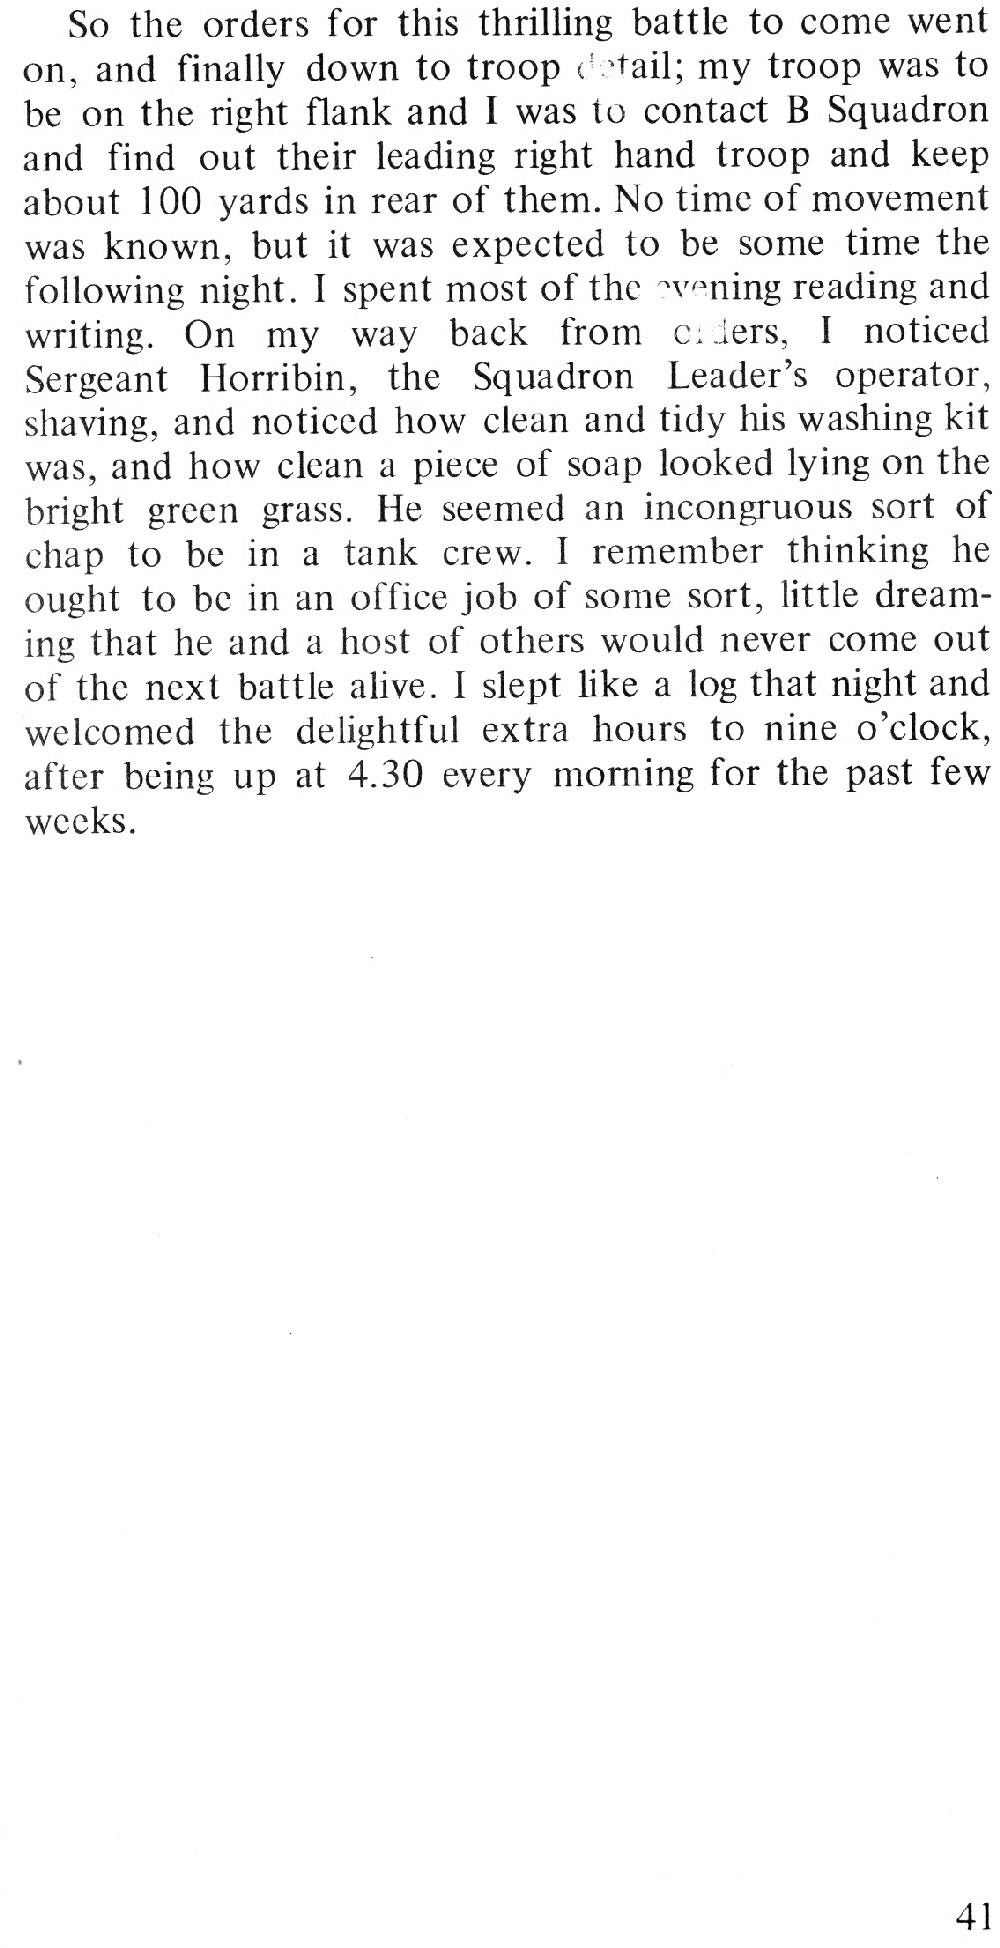 So the orders for this thrilling battle to come went
on, and finally down to troop detail; my troop was to
be on the right flank and I was to contact B Squadron
and find out their leading right hand troop and keep
about 100 yards in rear of them. No time of movement
was known, but it was expected to be some time the
following night. I spent most of the evening reading and
writing. On my way back from orders, I noticed
Sergeant Horribin, the Squadron Leader's operator,
shaving, and noticed how clean and tidy his washing kit
was, and how clean a piece of soap looked lying on the
bright green grass. He seemed an incongruous sort of
chap to be in a tank crew. I remember thinking he
ought to be in an office job of some sort, little dream-
ing that he and a host of others would never come out
of the next battle alive. I slept like a log that night and
welcomed the delightful extra hours to nine o'clock,
after being up at 4.30 every morning for the past few
weeks.
41